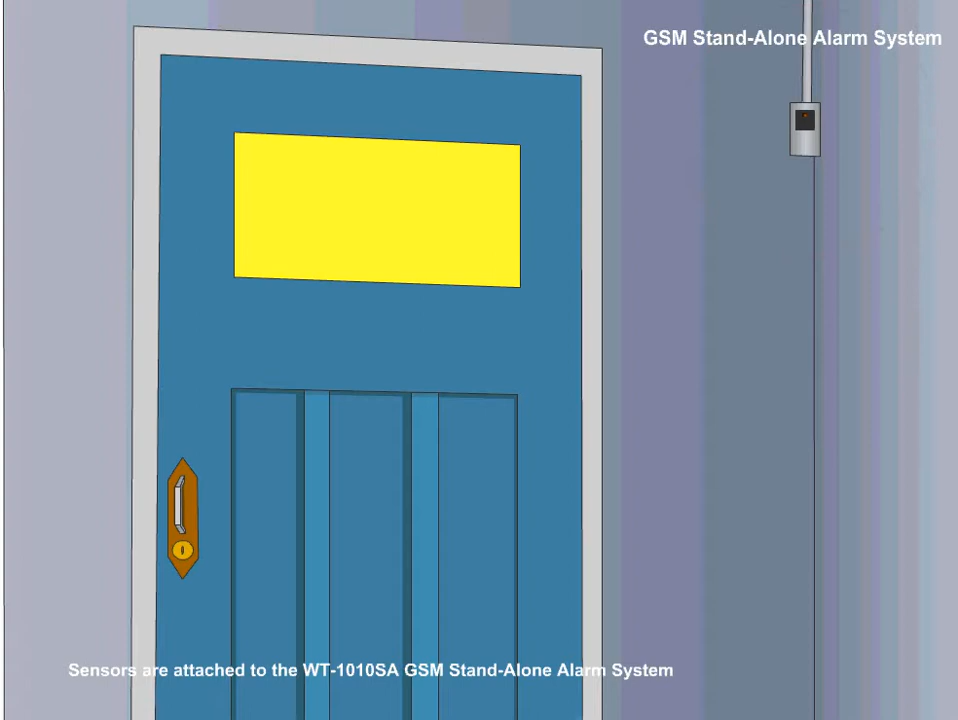 GSM Stand-Alone Alarm System
Sensors are attached to the WT-1010SA GSM Stand-Alone Alarm System